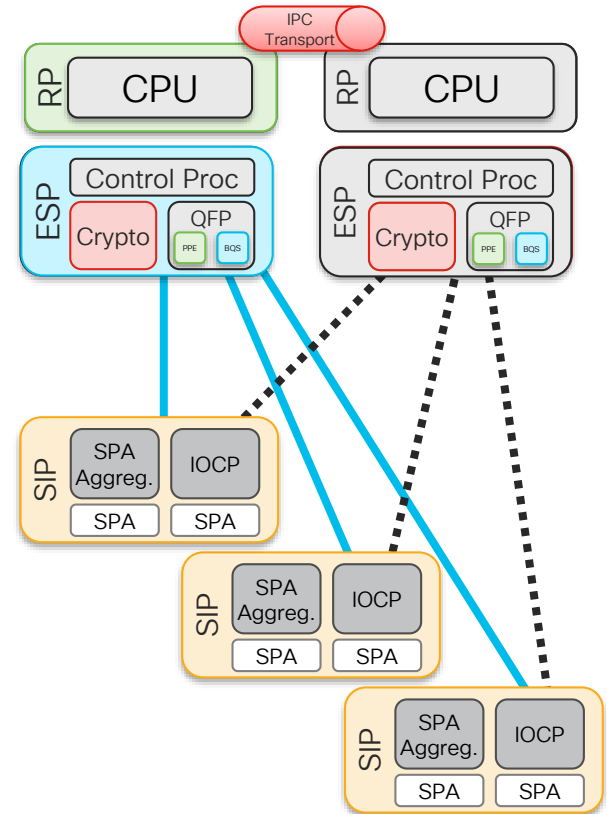 IPC
Transport
RP
CPU
RP
CPU
ESP
Control Proc
Crypto
QFP
PPE
BQS
ESP
Control Proc
Crypto
QFP
PPE
BQS
SIP
SPA
Aggreg.
IOCP
SPA
SPA
SIP
SPA
Aggreg.
IOCP
SPA
SPA
SIP
SPA
Aggreg.
IOCP
SPA
SPA